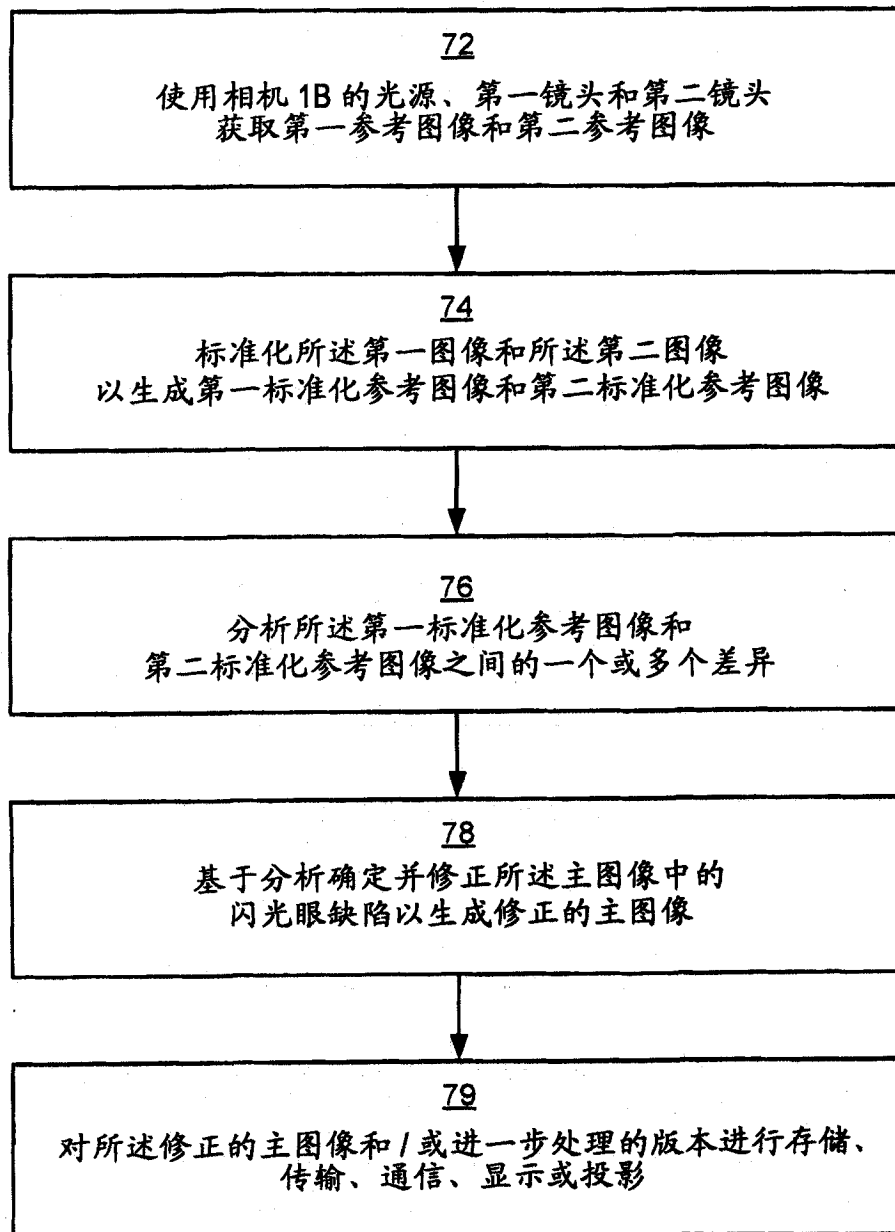 72
使用相机 1B 的光源、第一镜头和第二镜头
获取第一参考图像和第二参考图像
74
标准化所述第一图像和所述第二图像
以生成第一标准化参考图像和第二标准化参考图像
76
分析所述第一标准化参考图像和
第二标准化参考图像之间的一个或多个差异
78
基于分析确定并修正所述主图像中的
闪光眼缺陷以生成修正的主图像
79
对所述修正的主图像和 / 或进一步处理的版本进行存储、
传输、通信、显示或投影